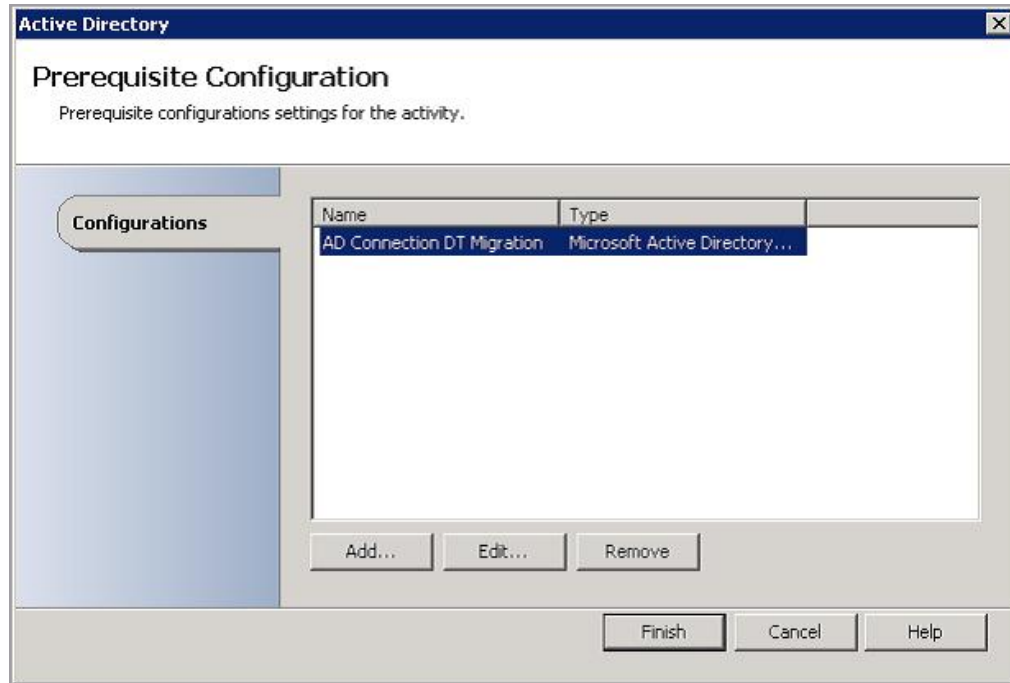 Active Directory
Prerequisite Configuration
Prerequisite configurations settings for the activity.
Configurations
Name Type
AD Connection DT Migration Microsoft Active Directory...
Add... Edit... Remove
Finish Cancel Help